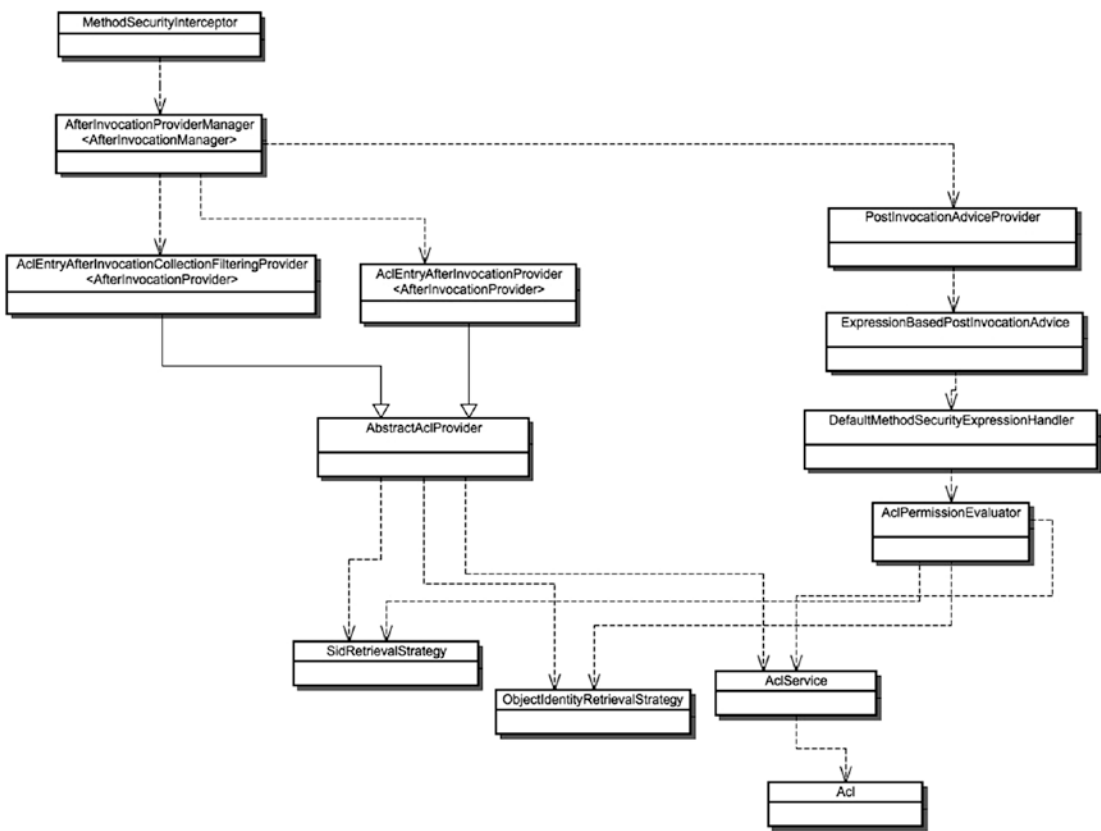 MethodSecurityInterceptor
AfterInvocationProviderManager
<AfterInvocationManager>
PostInvocationAdviceProvider
AclEntryAfterInvocationCollectionFilteringProvider
<AfterInvocationProvider>
AclEntryAfterInvocationProvider
<AfterInvocationProvider>
ExpressionBasedPostInvocationAdvice
AbstractAclProvider
DefaultMethodSecurityExpressionHandler
AclPermissionEvaluator
SidRetrievalStrategy
ObjectIdentityRetrievalStrategy
AclService
Acl